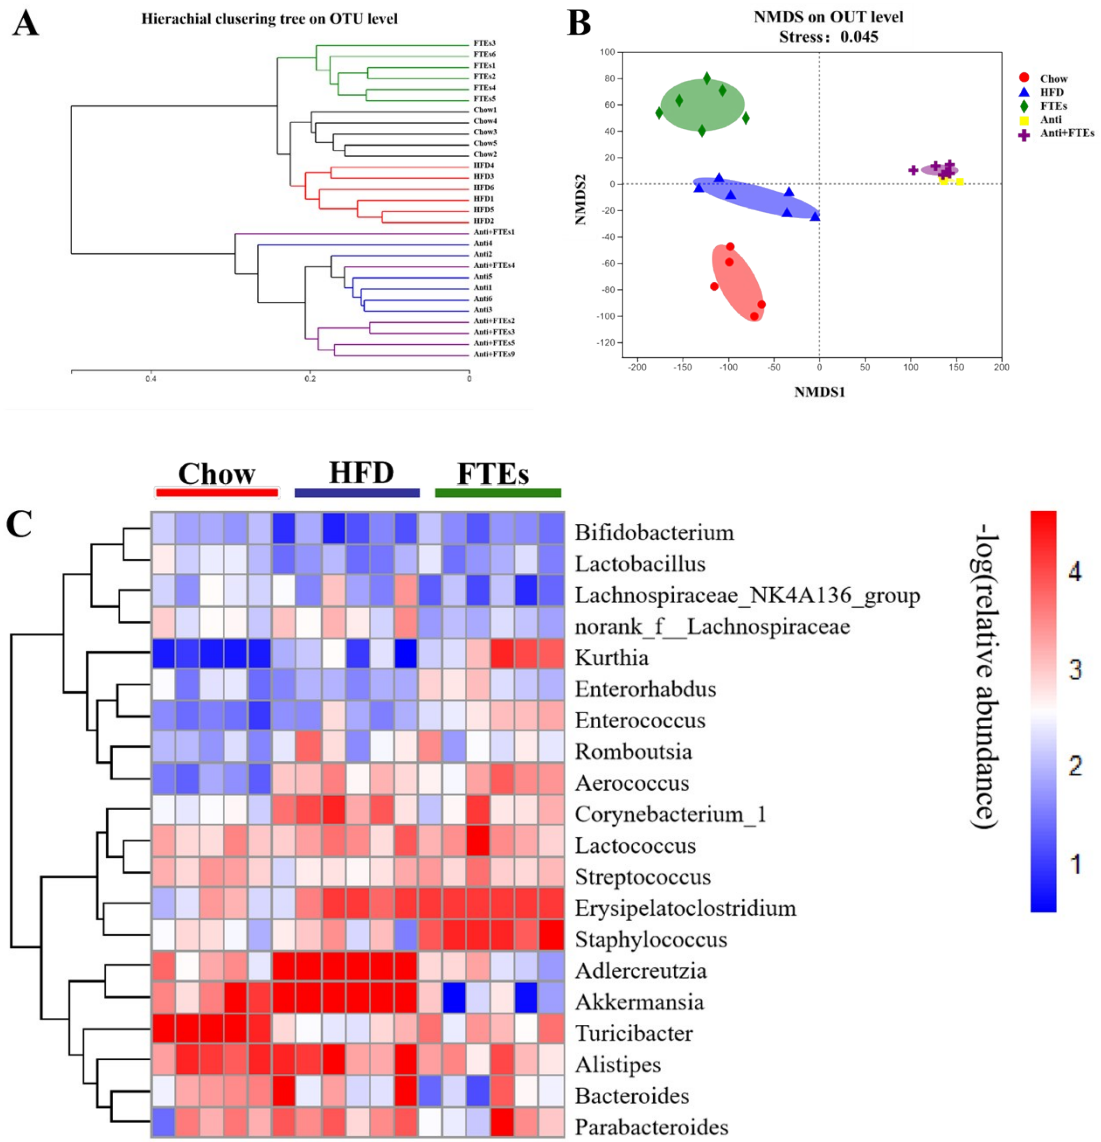 A
Hierachial clusering tree on OTU level
FTEs3
FTEs6
FTEs1
FTEs2
FTEs4
FTEs5
Chow1
Chow4
Chow3
Chow5
Chow2
HFD4
HFD3
HFD6
HFD1
HFD5
HFD2
Anti+FTEs1
Anti4
Anti2
Anti+FTEs4
Anti5
Anti1
Anti6
Anti3
Anti+FTEs2
Anti+FTEs3
Anti+FTEs5
Anti+FTEs9
0.4 0.2 0
B
NMDS on OUT level
Stress: 0.045
100
80
60
40
20
0
-20
-40
-60
-80
-100
-120
NMDS2
-200 -150 -100 -50 0 50 100 150 200
NMDS1
Chow
HFD
FTEs
Anti
Anti+FTEs
C
Chow HFD FTEs
Bifidobacterium
Lactobacillus
Lachnospiraceae_NK4A136_group
norank_f__Lachnospiraceae
Kurthia
Enterorhabdus
Enterococcus
Romboutsia
Aerococcus
Corynebacterium_1
Lactococcus
Streptococcus
Erysipelatoclostridium
Staphylococcus
Adlercreutzia
Akkermansia
Turicibacter
Alistipes
Bacteroides
Parabacteroides
4
3
2
1
-log(relative abundance)